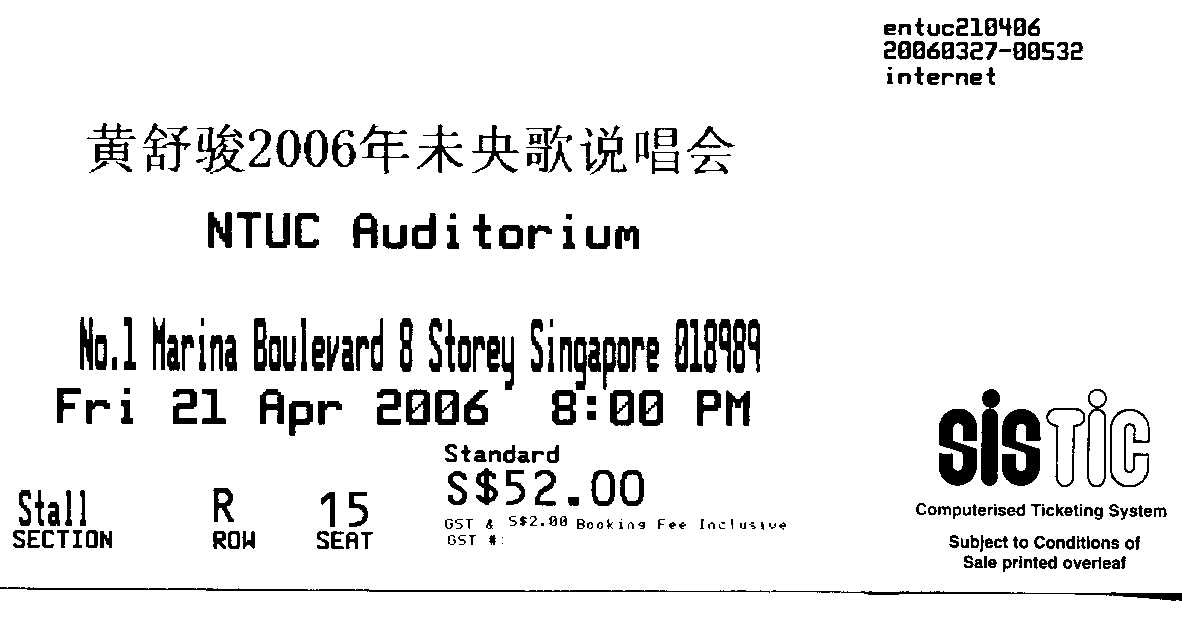 entuc210406
20060327-00532
internet
黄舒骏2006年未央歌说唱会
NTUC Auditorium
No.1 Marina Boulevard 8 Storey Singapore 018989
Fri 21 Apr 2006 8:00 PM
Standard
S$52.00
GST & S$2.00 Booking Fee Inclusive
GST #:
Stall R 15
SECTION ROW SEAT
SISTIC
Computerised Ticketing System
Subject to Conditions of
Sale printed overleaf